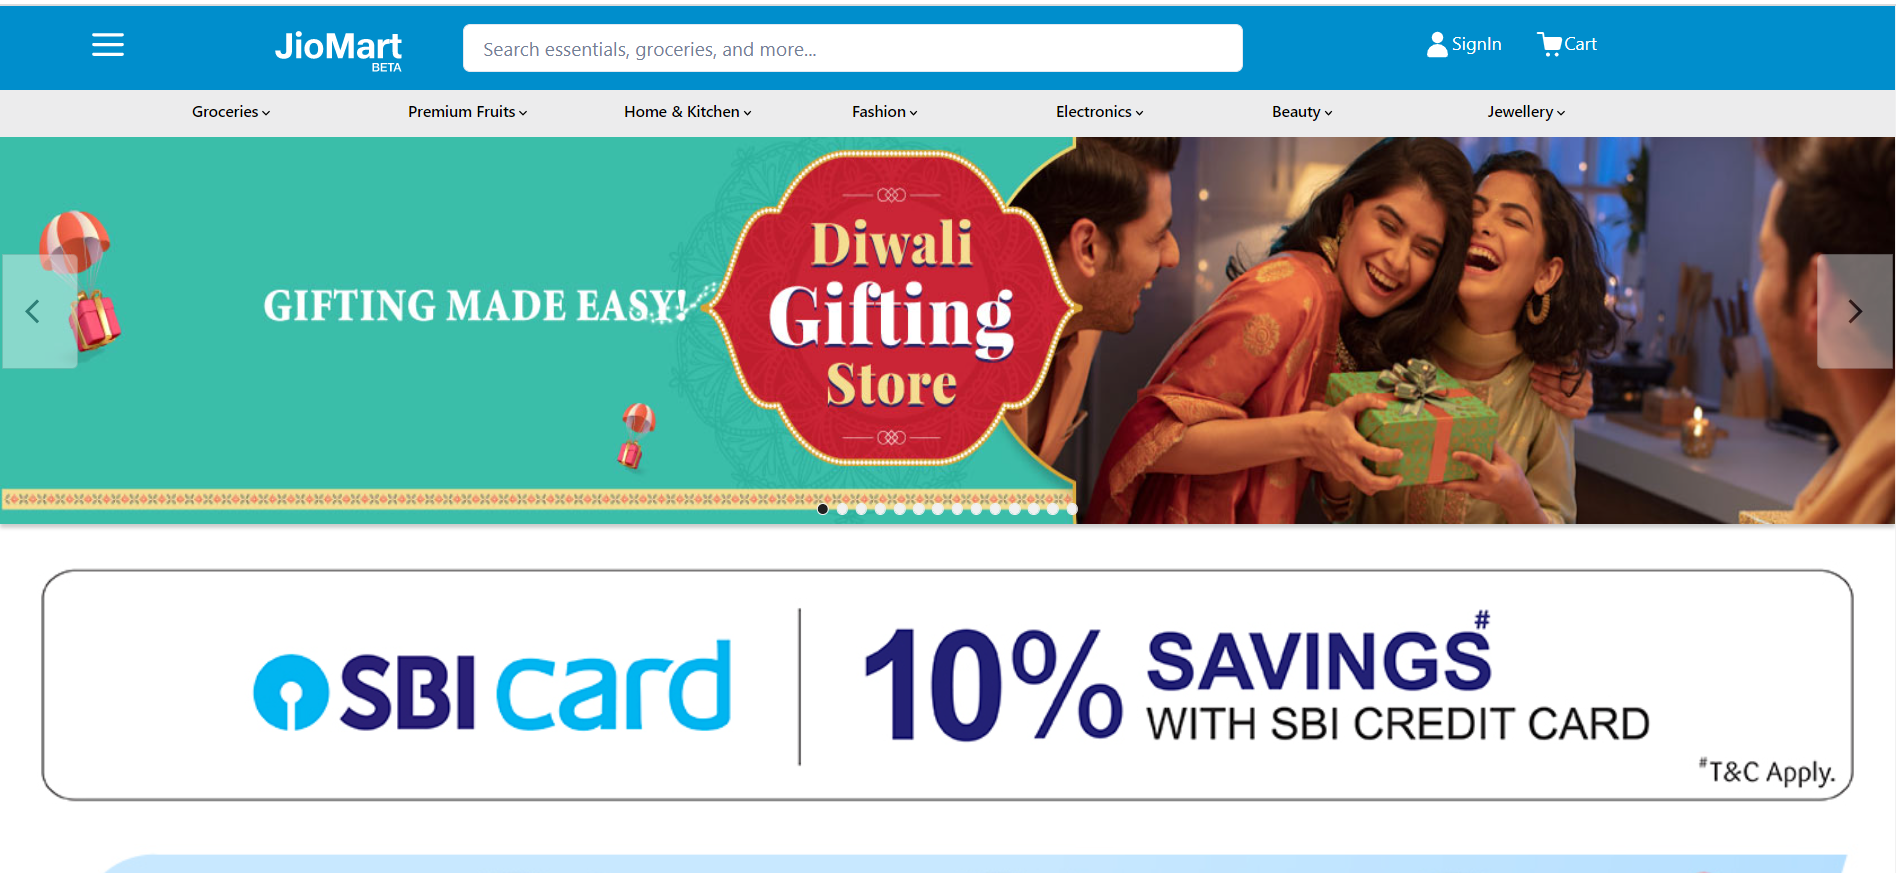 JioMart
BETA
Search essentials, groceries, and more...
SignIn
Cart
Groceries
Premium Fruits
Home & Kitchen
Fashion
Electronics
Beauty
Jewellery
GIFTING MADE EASY!
Diwali
Gifting
Store
SBI card
10% SAVINGS#
WITH SBI CREDIT CARD
#T&C Apply.